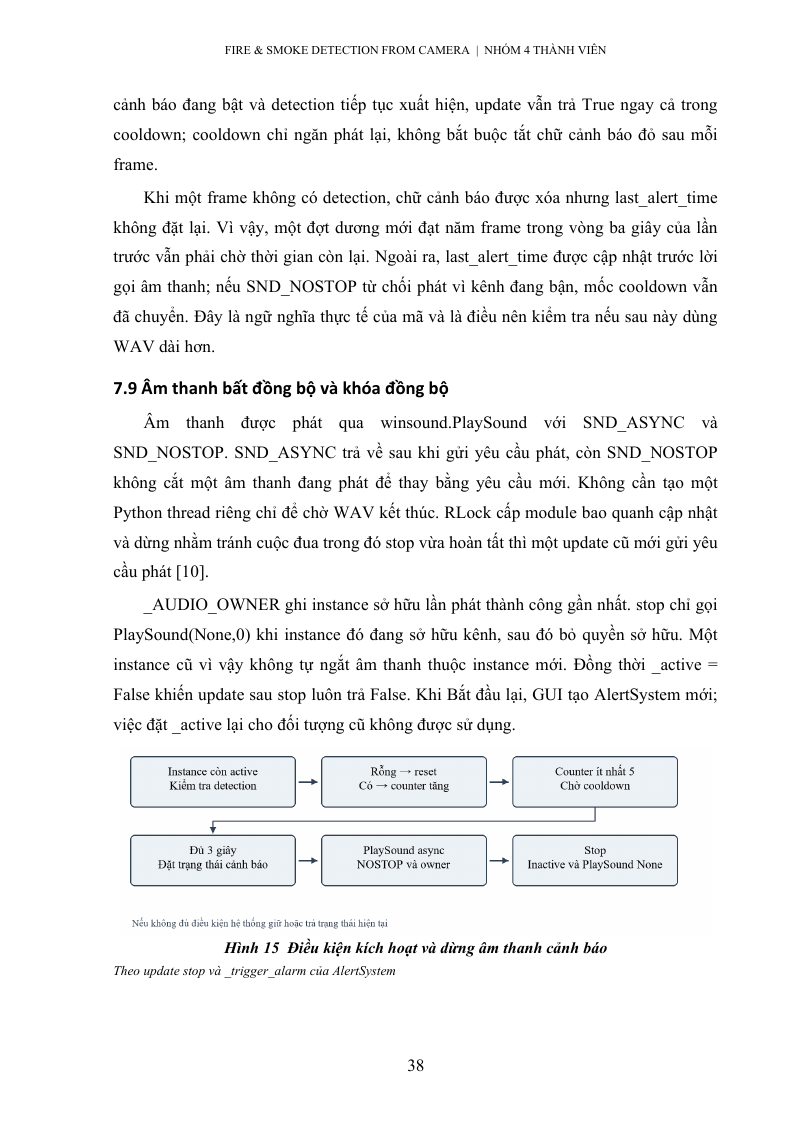 FIRE & SMOKE DETECTION FROM CAMERA | NHÓM 4 THÀNH VIÊN
cảnh báo đang bật và detection tiếp tục xuất hiện, update vẫn trả True ngay cả trong
cooldown; cooldown chỉ ngăn phát lại, không bắt buộc tắt chữ cảnh báo đỏ sau mỗi
frame.
Khi một frame không có detection, chữ cảnh báo được xóa nhưng last_alert_time
không đặt lại. Vì vậy, một đợt dương mới đạt năm frame trong vòng ba giây của lần
trước vẫn phải chờ thời gian còn lại. Ngoài ra, last_alert_time được cập nhật trước lời
gọi âm thanh; nếu SND_NOSTOP từ chối phát vì kênh đang bận, mốc cooldown vẫn
đã chuyển. Đây là ngữ nghĩa thực tế của mã và là điều nên kiểm tra nếu sau này dùng
WAV dài hơn.
7.9 Âm thanh bất đồng bộ và khóa đồng bộ
Âm thanh được phát qua winsound.PlaySound với SND_ASYNC và
SND_NOSTOP. SND_ASYNC trả về sau khi gửi yêu cầu phát, còn SND_NOSTOP
không cắt một âm thanh đang phát để thay bằng yêu cầu mới. Không cần tạo một
Python thread riêng chỉ để chờ WAV kết thúc. RLock cấp module bao quanh cập nhật
và dừng nhằm tránh cuộc đua trong đó stop vừa hoàn tất thì một update cũ mới gửi yêu
cầu phát [10].
_AUDIO_OWNER ghi instance sở hữu lần phát thành công gần nhất. stop chỉ gọi
PlaySound(None,0) khi instance đó đang sở hữu kênh, sau đó bỏ quyền sở hữu. Một
instance cũ vì vậy không tự ngắt âm thanh thuộc instance mới. Đồng thời _active =
False khiến update sau stop luôn trả False. Khi Bắt đầu lại, GUI tạo AlertSystem mới;
việc đặt _active lại cho đối tượng cũ không được sử dụng.
Instance còn active
Kiểm tra detection
Rỗng → reset
Có → counter tăng
Counter ít nhất 5
Chờ cooldown
Đủ 3 giây
Đặt trạng thái cảnh báo
PlaySound async
NOSTOP và owner
Stop
Inactive và PlaySound None
Nếu không đủ điều kiện hệ thống giữ hoặc trả trạng thái hiện tại
Hình 15 Điều kiện kích hoạt và dừng âm thanh cảnh báo
Theo update stop và _trigger_alarm của AlertSystem
38